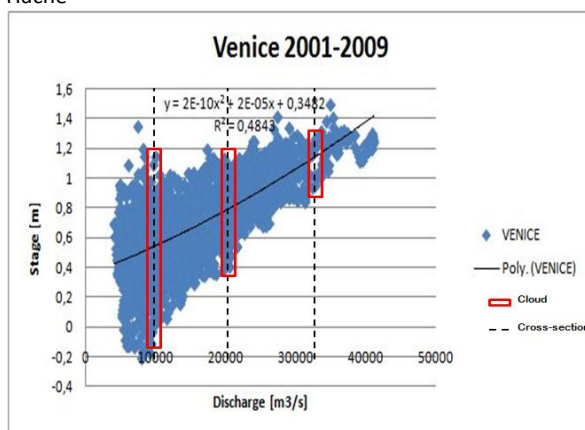 Venice 2001-2009
y = 2E-10x² + 2E-05x + 0,3482
R² = 0,4843
1,6
1,4
1,2
1
0,8
0,6
0,4
0,2
0
-0,2
-0,4
0 10000 20000 30000 40000 50000
Stage [m]
Discharge [m3/s]
VENICE
Poly. (VENICE)
Cloud
Cross-section